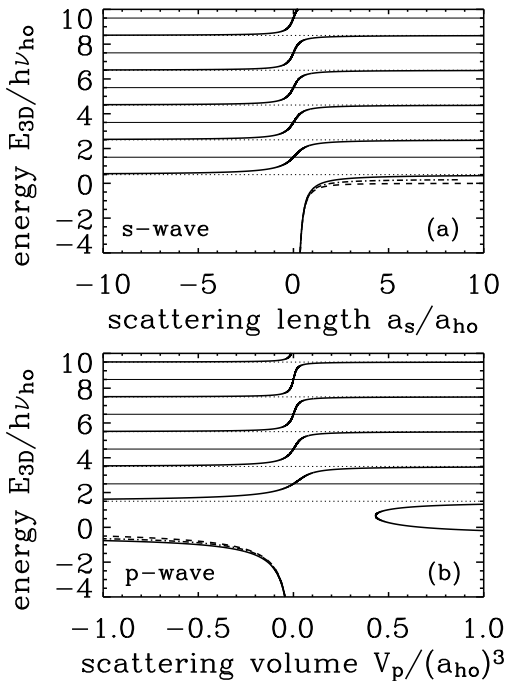 10
8
6
4
2
0
−2
−4
energy E3D/hνho
s−wave
(a)
−10 −5 0 5 10
scattering length as/aho
10
8
6
4
2
0
−2
−4
energy E3D/hνho
p−wave
(b)
−1.0 −0.5 0.0 0.5 1.0
scattering volume Vp/(aho)3